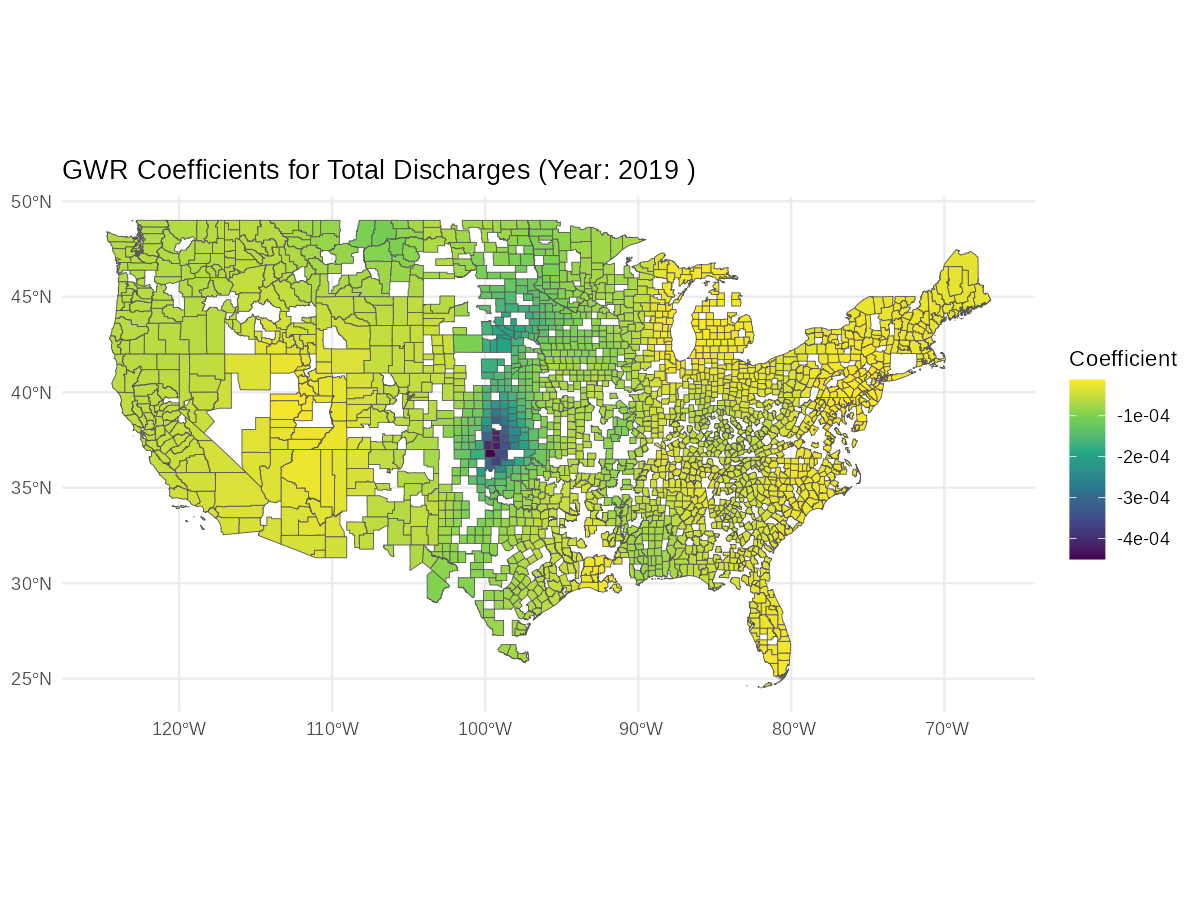 GWR Coefficients for Total Discharges (Year: 2019 )
50°N
45°N
40°N
35°N
30°N
25°N
120°W 110°W 100°W 90°W 80°W 70°W
Coefficient
-1e-04
-2e-04
-3e-04
-4e-04